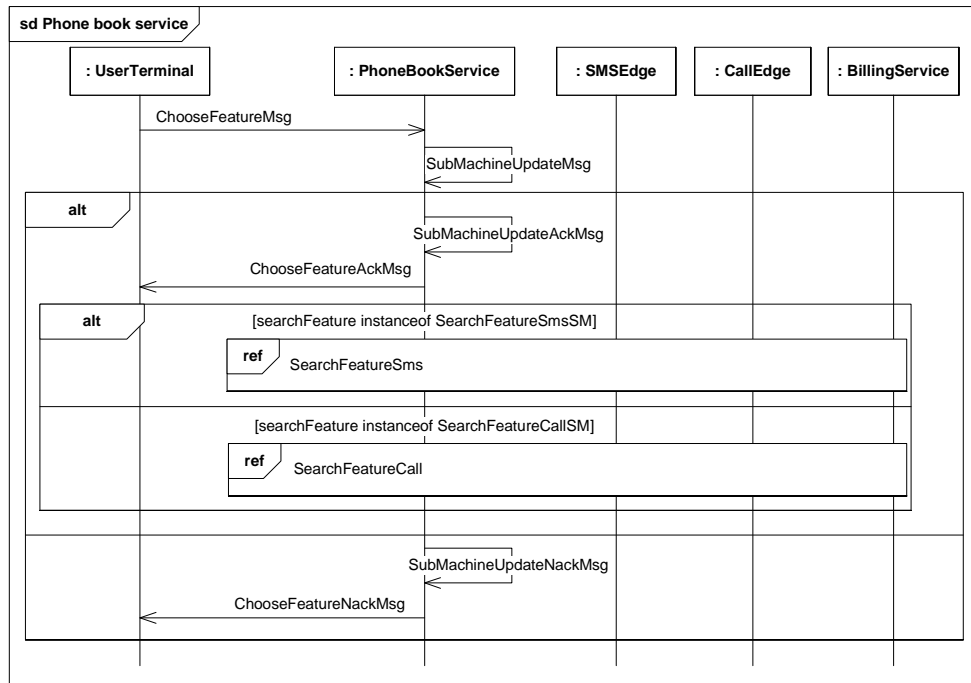 sd Phone book service
: UserTerminal
: PhoneBookService
: SMSEdge
: CallEdge
: BillingService
ChooseFeatureMsg
SubMachineUpdateMsg
alt
SubMachineUpdateAckMsg
ChooseFeatureAckMsg
alt
[searchFeature instanceof SearchFeatureSmsSM]
ref
SearchFeatureSms
[searchFeature instanceof SearchFeatureCallSM]
ref
SearchFeatureCall
SubMachineUpdateNackMsg
ChooseFeatureNackMsg